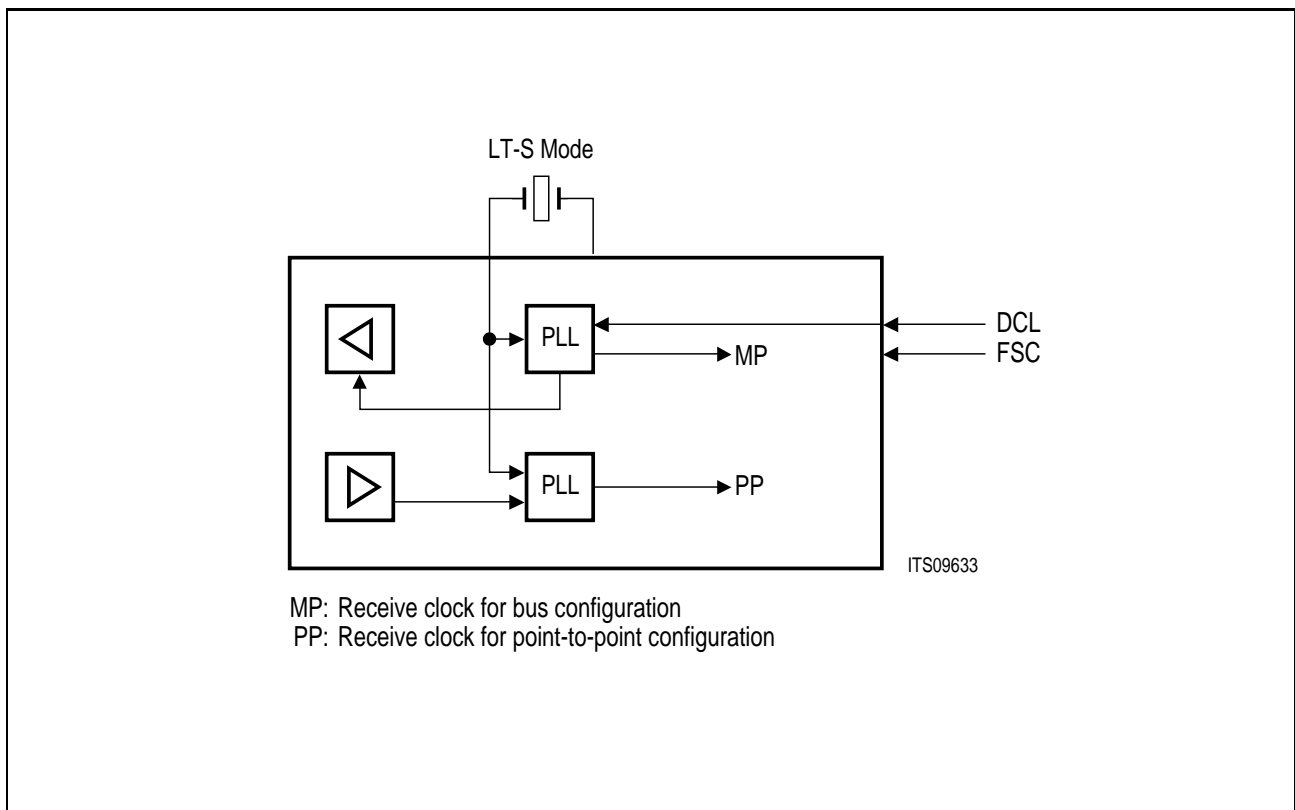 LT-S Mode
PLL
DCL
MP
FSC
PLL
PP
ITS09633
MP: Receive clock for bus configuration
PP: Receive clock for point-to-point configuration